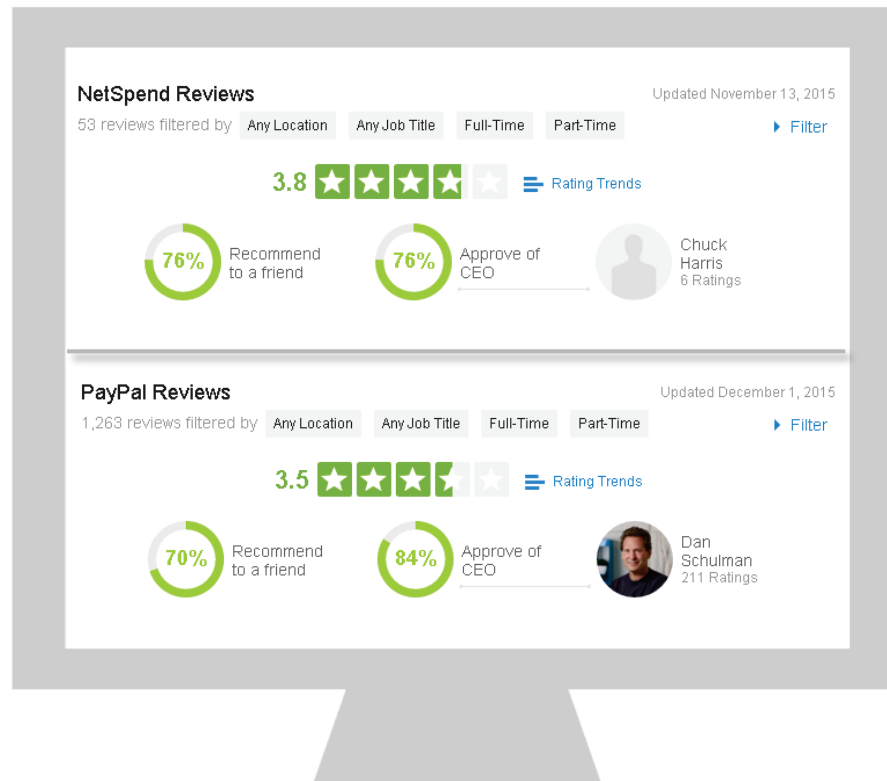 NetSpend Reviews
Updated November 13, 2015
53 reviews filtered by Any Location Any Job Title Full-Time Part-Time
Filter
3.8 Rating Trends
76% Recommend to a friend
76% Approve of CEO
Chuck
Harris
6 Ratings
PayPal Reviews
Updated December 1, 2015
1,263 reviews filtered by Any Location Any Job Title Full-Time Part-Time
Filter
3.5 Rating Trends
70% Recommend to a friend
84% Approve of CEO
Dan
Schulman
211 Ratings